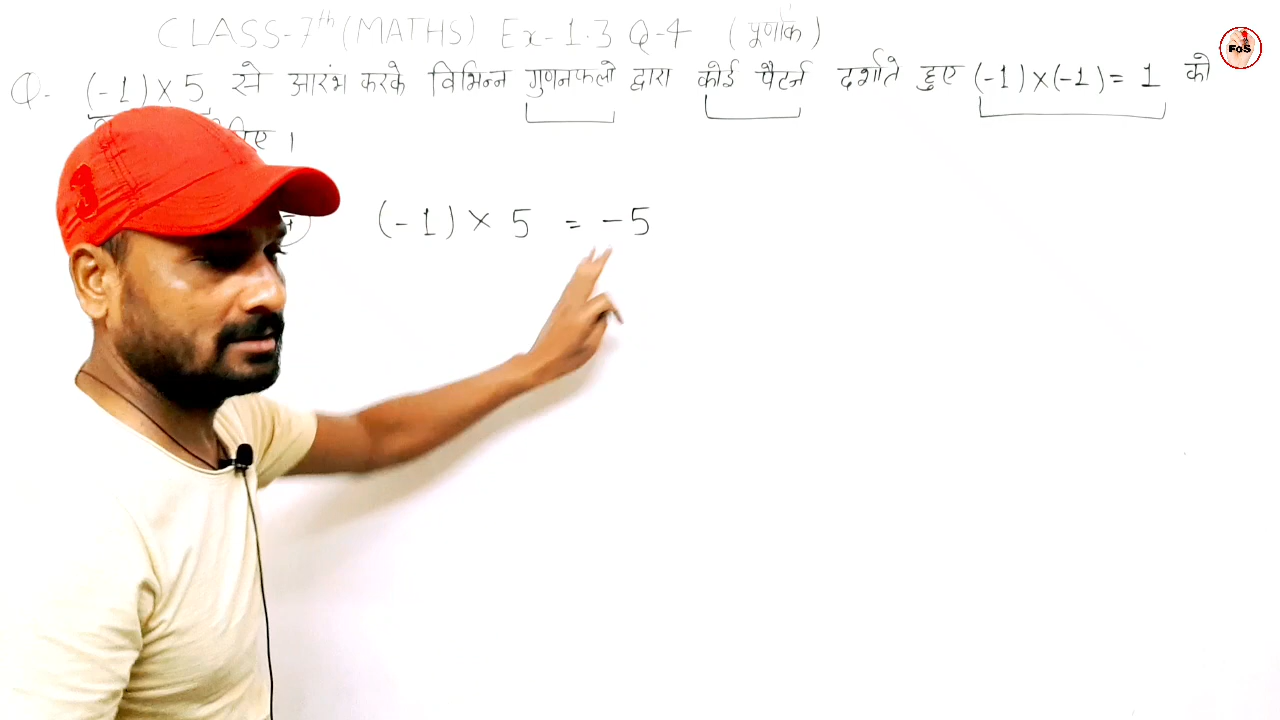 CLASS-7th (MATHS) Ex-1.3 Q-4 (पूर्णांक)
FoS
Q- (-1) × 5 से आरंभ करके विभिन्न गुणनफलो द्वारा कोई पैटर्न दर्शाते हुए (-1)×(-1) = 1 को
(-1) × 5 = -5
3